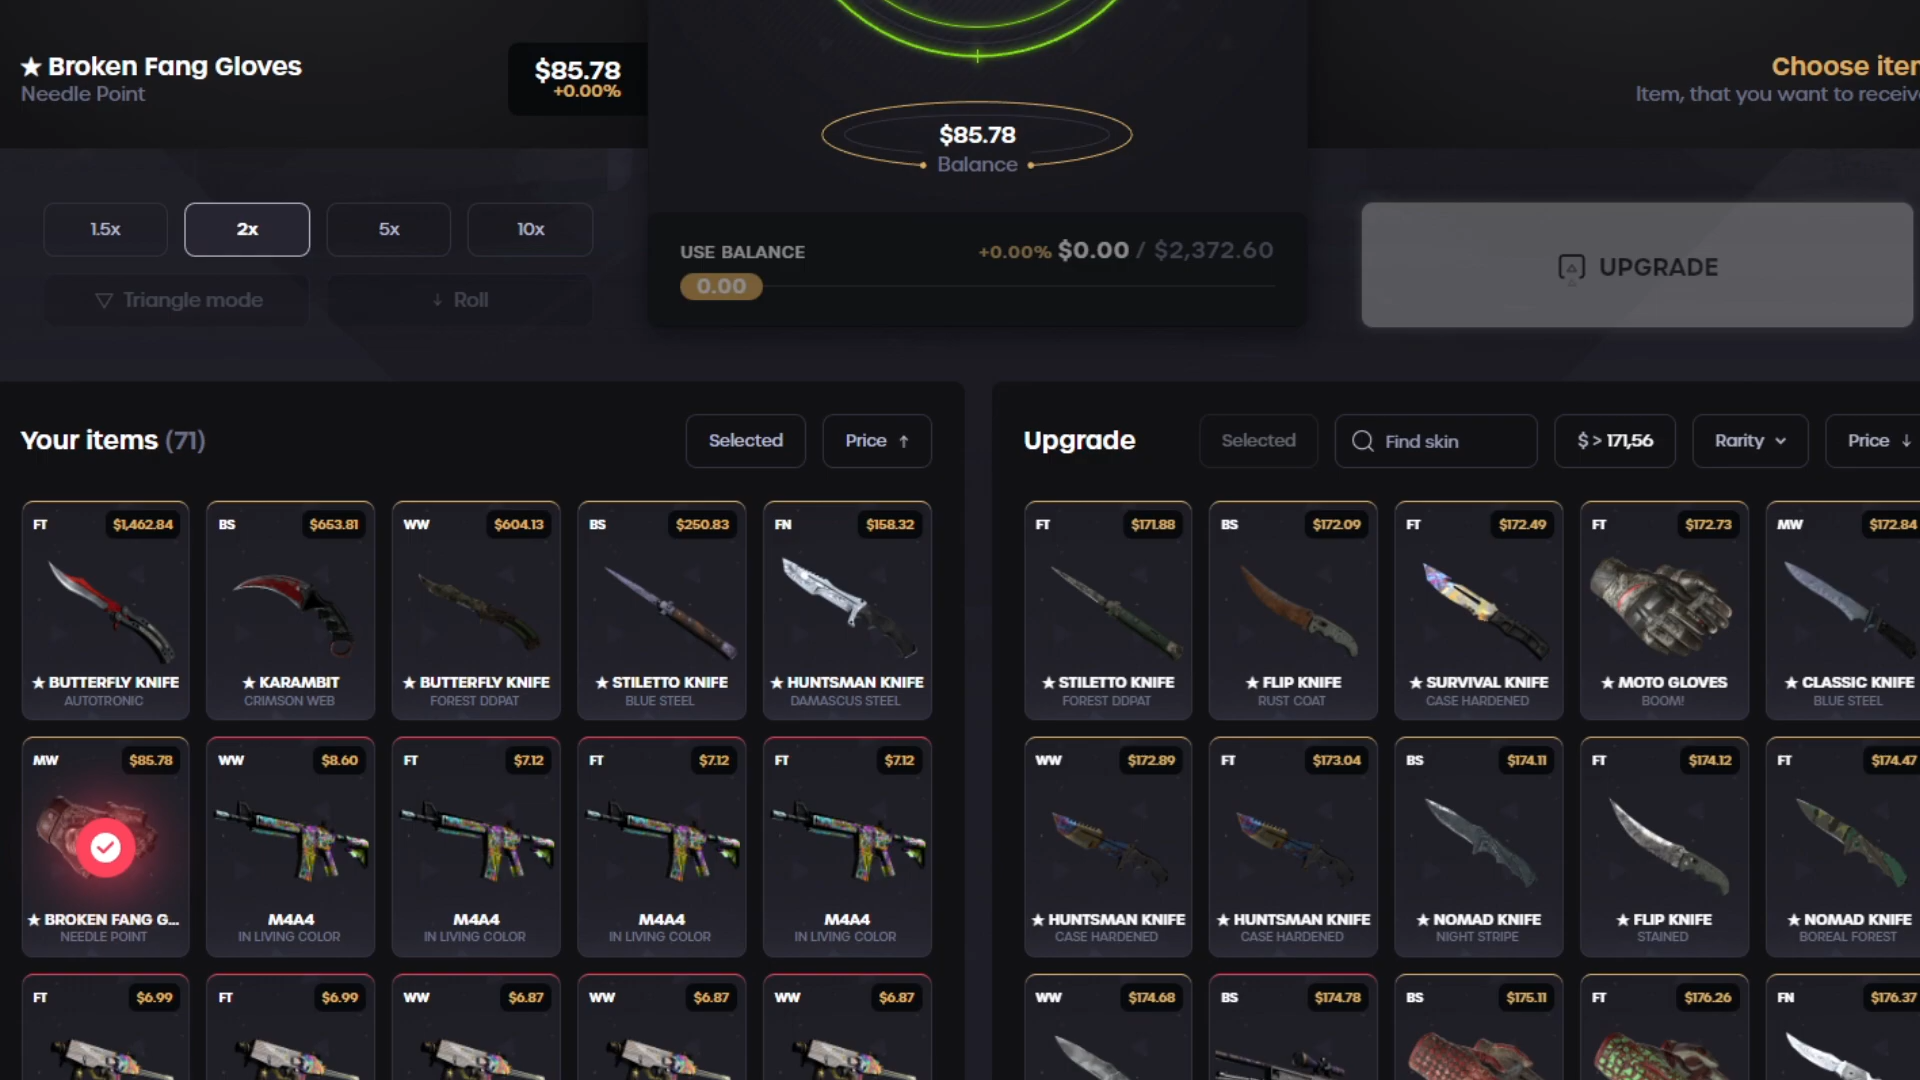 ★ Broken Fang Gloves
Needle Point
$85.78
+0.00%
$85.78
Balance
Choose item
Item, that you want to receive
1.5x
2x
5x
10x
Triangle mode
↓ Roll
USE BALANCE
+0.00% $0.00 / $2,372.60
0.00
UPGRADE
Your items (71)
Selected
Price ↑
Upgrade
Selected
Find skin
$ > 171,56
Rarity
Price ↓
FT $1,462.84
BS $653.81
WW $604.13
BS $250.83
FN $158.32
FT $171.88
BS $172.09
FT $172.49
FT $172.73
MW $172.84
★ BUTTERFLY KNIFE
★ KARAMBIT
★ BUTTERFLY KNIFE
★ STILETTO KNIFE
★ HUNTSMAN KNIFE
★ STILETTO KNIFE
★ FLIP KNIFE
★ SURVIVAL KNIFE
★ MOTO GLOVES
★ CLASSIC KNIFE
AUTOTRONIC
CRIMSON WEB
FOREST DDPAT
BLUE STEEL
DAMASCUS STEEL
FOREST DDPAT
RUST COAT
CASE HARDENED
BOOM!
BLUE STEEL
MW $85.78
WW $8.60
FT $7.12
FT $7.12
FT $7.12
WW $172.89
FT $173.04
BS $174.11
FT $174.12
FT $174.47
★ BROKEN FANG G...
M4A4
M4A4
M4A4
M4A4
★ HUNTSMAN KNIFE
★ HUNTSMAN KNIFE
★ NOMAD KNIFE
★ FLIP KNIFE
★ NOMAD KNIFE
NEEDLE POINT
IN LIVING COLOR
IN LIVING COLOR
IN LIVING COLOR
IN LIVING COLOR
CASE HARDENED
CASE HARDENED
NIGHT STRIPE
STAINED
BOREAL FOREST
FT $6.99
FT $6.99
WW $6.87
WW $6.87
WW $6.87
WW $174.68
BS $174.78
BS $175.11
FT $176.26
FN $176.37